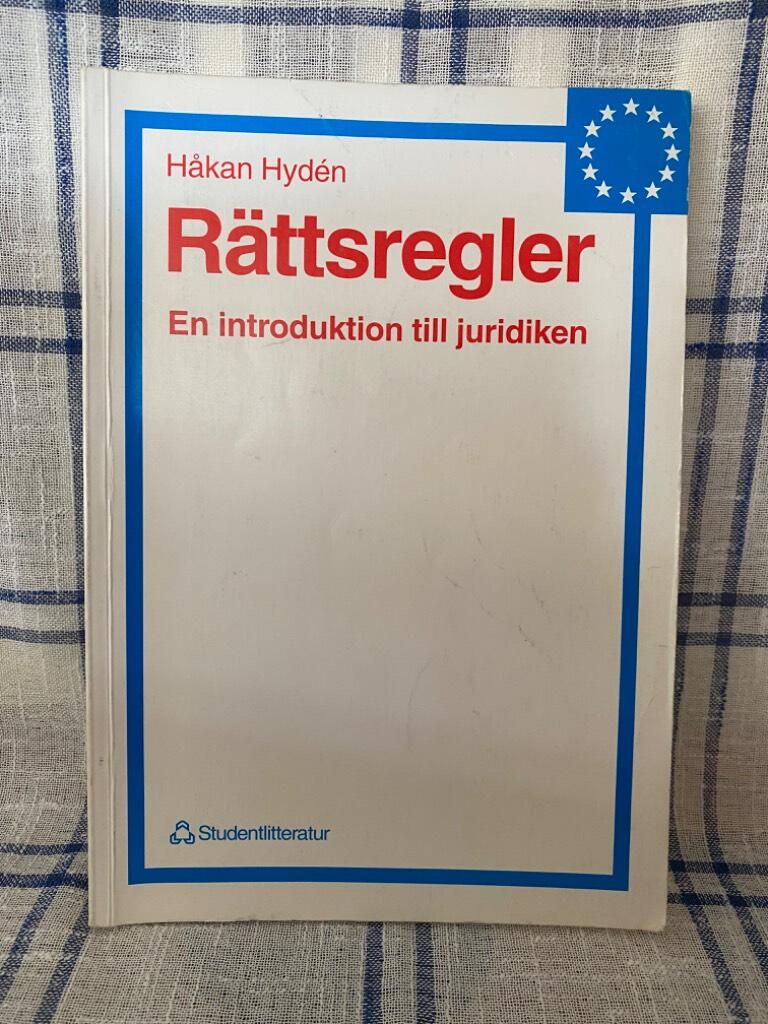 Håkan Hydén
Rättsregler
En introduktion till juridiken
Studentlitteratur